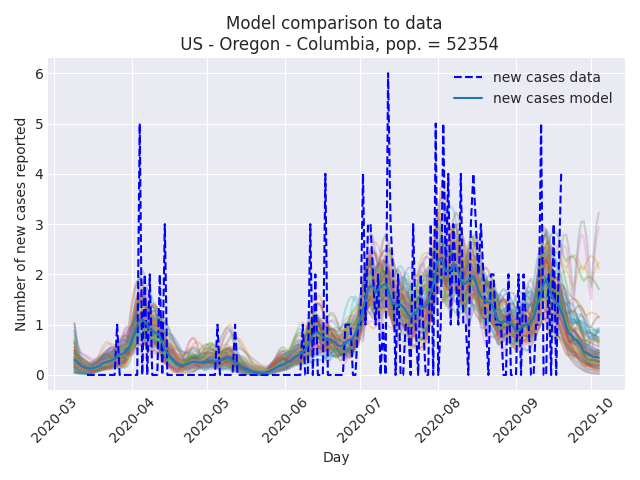 Model comparison to data
US - Oregon - Columbia, pop. = 52354
new cases data
new cases model
Number of new cases reported
6
5
4
3
2
1
0
2020-03
2020-04
2020-05
2020-06
2020-07
2020-08
2020-09
2020-10
Day